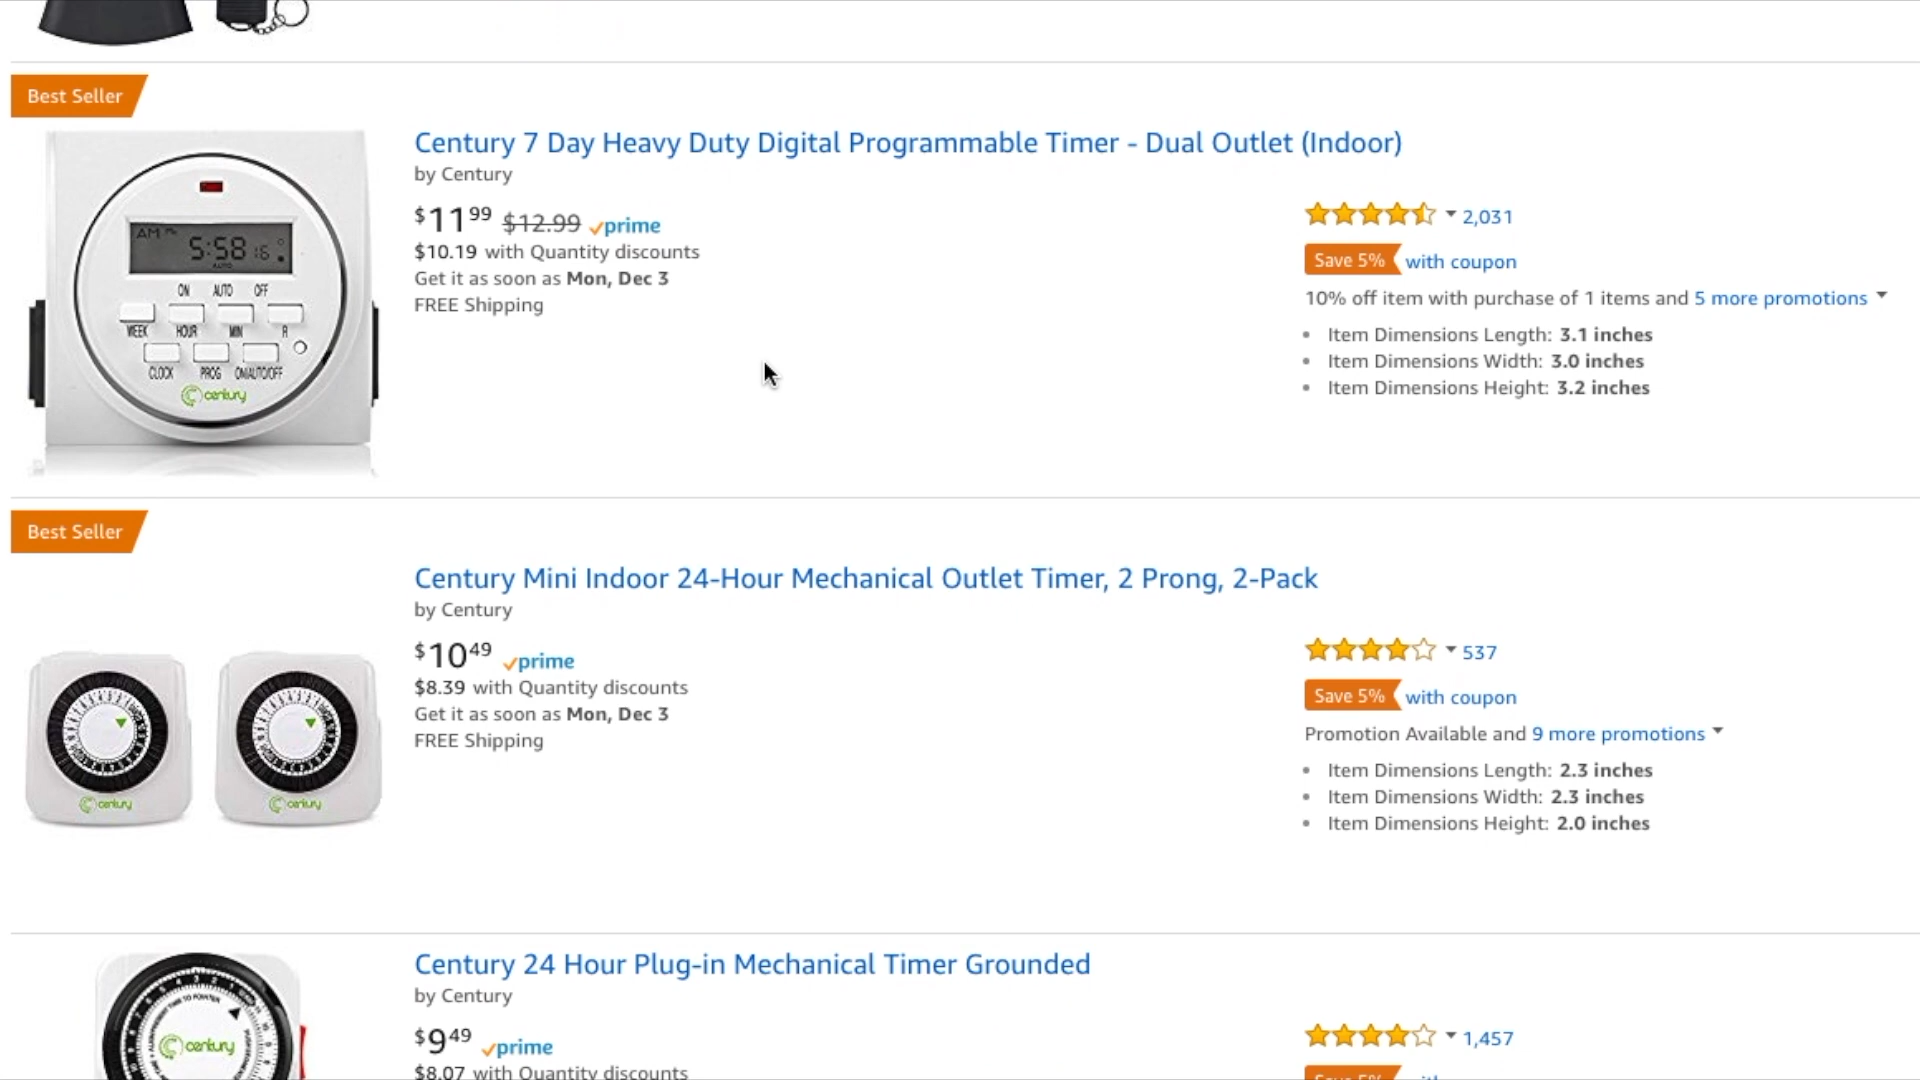 Best Seller
Century 7 Day Heavy Duty Digital Programmable Timer - Dual Outlet (Indoor)
by Century
$11.99 $12.99 prime
$10.19 with Quantity discounts
Get it as soon as Mon, Dec 3
FREE Shipping
2,031
Save 5% with coupon
10% off item with purchase of 1 items and 5 more promotions
Item Dimensions Length: 3.1 inches
Item Dimensions Width: 3.0 inches
Item Dimensions Height: 3.2 inches
AM
5:58 16
AUTO
ON AUTO OFF
WEEK HOUR MIN R
CLOCK PROG ON/AUTO/OFF
century
Best Seller
Century Mini Indoor 24-Hour Mechanical Outlet Timer, 2 Prong, 2-Pack
by Century
$10.49 prime
$8.39 with Quantity discounts
Get it as soon as Mon, Dec 3
FREE Shipping
537
Save 5% with coupon
Promotion Available and 9 more promotions
Item Dimensions Length: 2.3 inches
Item Dimensions Width: 2.3 inches
Item Dimensions Height: 2.0 inches
century century
Century 24 Hour Plug-in Mechanical Timer Grounded
by Century
$9.49 prime
$8.07 with Quantity discounts
1,457
Save 5% with
TIME TO POINTER
century